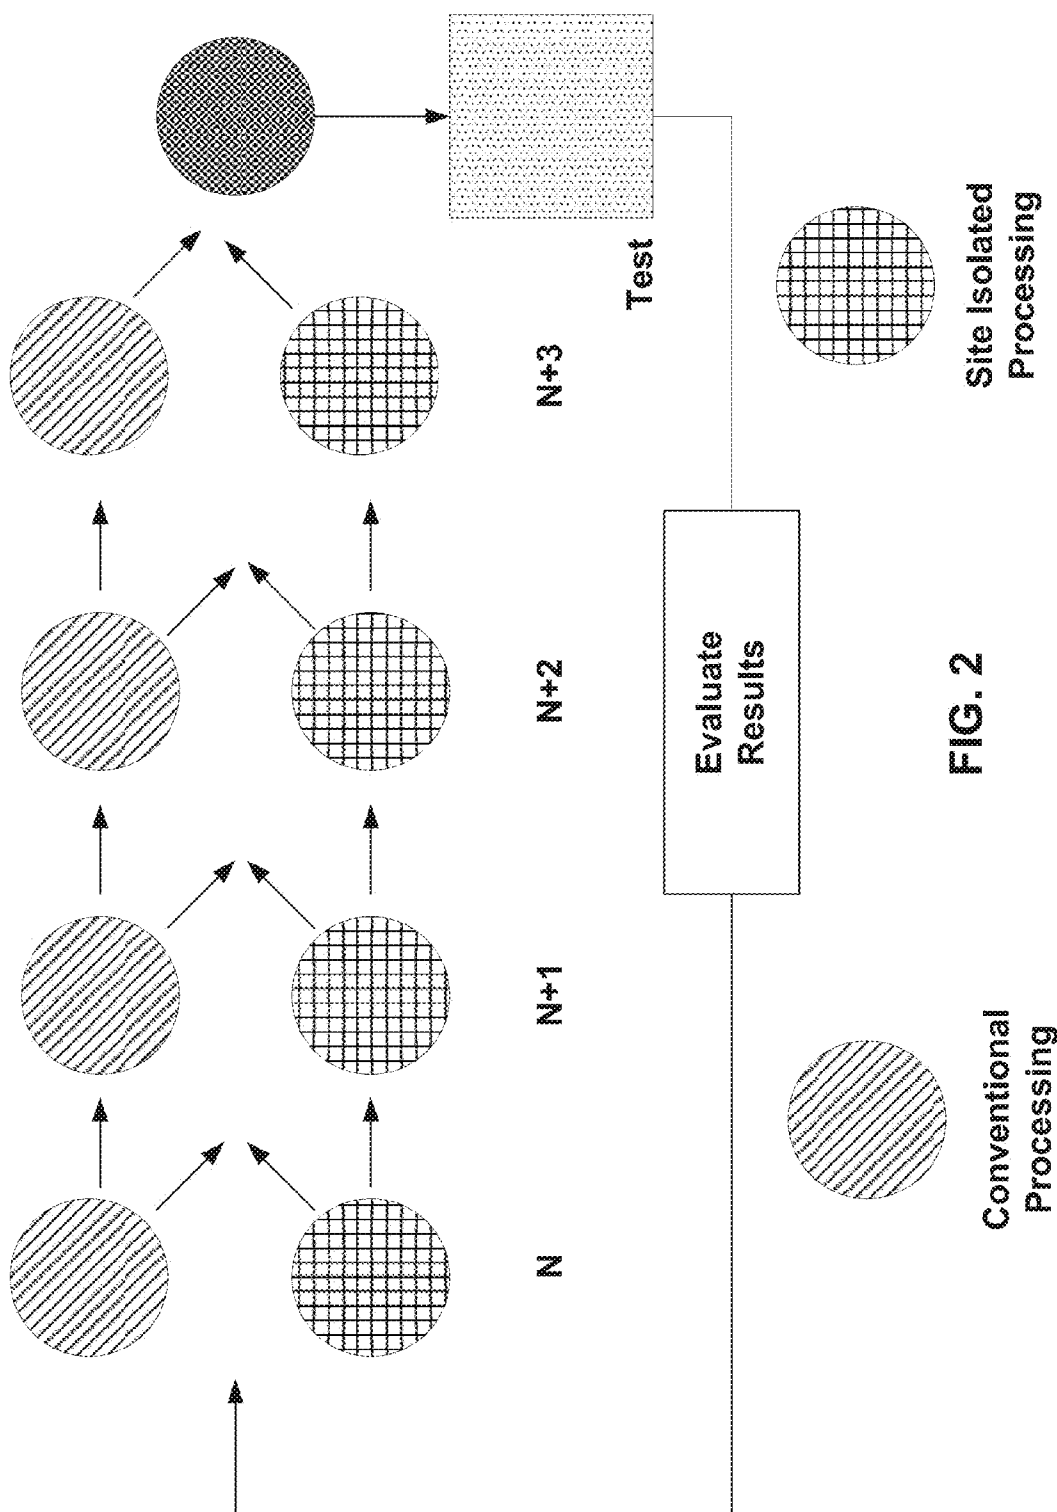 N
N+1
N+2
N+3
Test
Evaluate
Results
Conventional
Processing
Site Isolated
Processing
FIG. 2